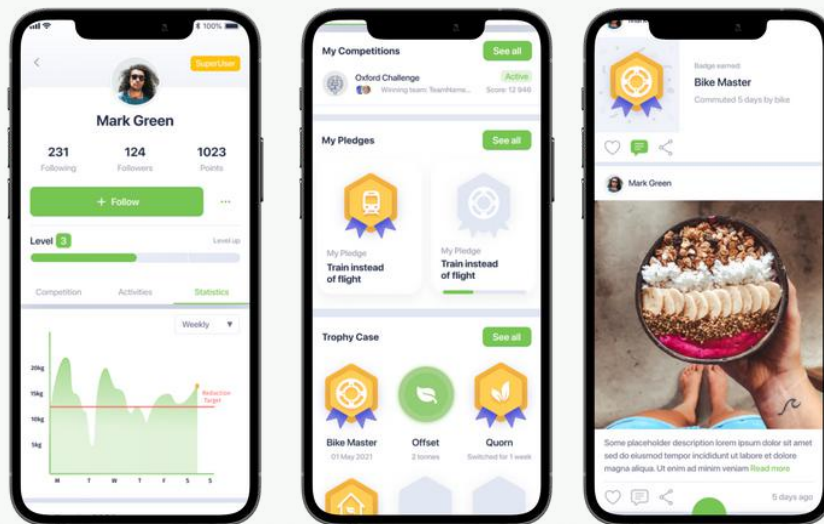 100%
SuperUser
Mark Green
231
124
1023
Following
Followers
Points
+ Follow
Level 3
Level up
Competition
Activities
Statistics
Weekly
20kg
15kg
10kg
5kg
Reduction
Target
M T W T F S S
My Competitions
See all
Oxford Challenge
Active
Winning team: TeamName...
Score: 12 946
My Pledges
See all
My Pledge
Train instead
of flight
My Pledge
Train instead
of flight
Trophy Case
See all
Bike Master
Offset
Quorn
01 May 2021
2 tonnes
Switched for 1 week
Badge earned:
Bike Master
Commuted 5 days by bike
Mark Green
Some placeholder description lorem ipsum dolor sit amet
sed do eiusmod tempor incididunt ut labore et dolore
magna aliqua. Ut enim ad minim veniam Read more
5 days ago